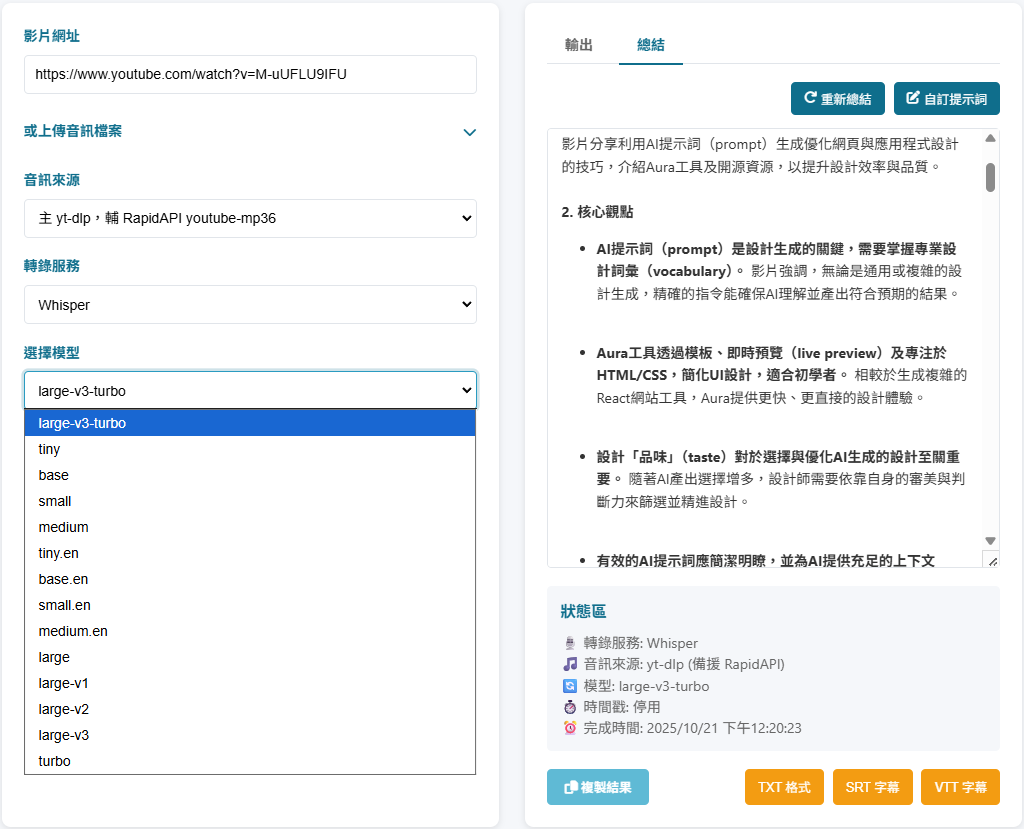 影片網址
https://www.youtube.com/watch?v=M-uUFLU9IFU
或上傳音訊檔案
音訊來源
主 yt-dlp，輔 RapidAPI youtube-mp36
轉錄服務
Whisper
選擇模型
large-v3-turbo
large-v3-turbo
tiny
base
small
medium
tiny.en
base.en
small.en
medium.en
large
large-v1
large-v2
large-v3
turbo
輸出 總結
重新總結 自訂提示詞
影片分享利用AI提示詞（prompt）生成優化網頁與應用程式設計
的技巧，介紹Aura工具及開源資源，以提升設計效率與品質。
2. 核心觀點
• AI提示詞（prompt）是設計生成的關鍵，需要掌握專業設
計詞彙（vocabulary）。 影片強調，無論是通用或複雜的設
計生成，精確的指令能確保AI理解並產出符合預期的結果。
• Aura工具透過模板、即時預覽（live preview）及專注於
HTML/CSS，簡化UI設計，適合初學者。 相較於生成複雜的
React網站工具，Aura提供更快、更直接的設計體驗。
• 設計「品味」（taste）對於選擇與優化AI生成的設計至關重
要。 隨著AI產出選擇增多，設計師需要依靠自身的審美與判
斷力來篩選並精進設計。
• 有效的AI提示詞應簡潔明瞭，並為AI提供充足的上下文
狀態區
轉錄服務: Whisper
音訊來源: yt-dlp (備援 RapidAPI)
模型: large-v3-turbo
時間戳: 停用
完成時間: 2025/10/21 下午12:20:23
複製結果 TXT 格式 SRT 字幕 VTT 字幕